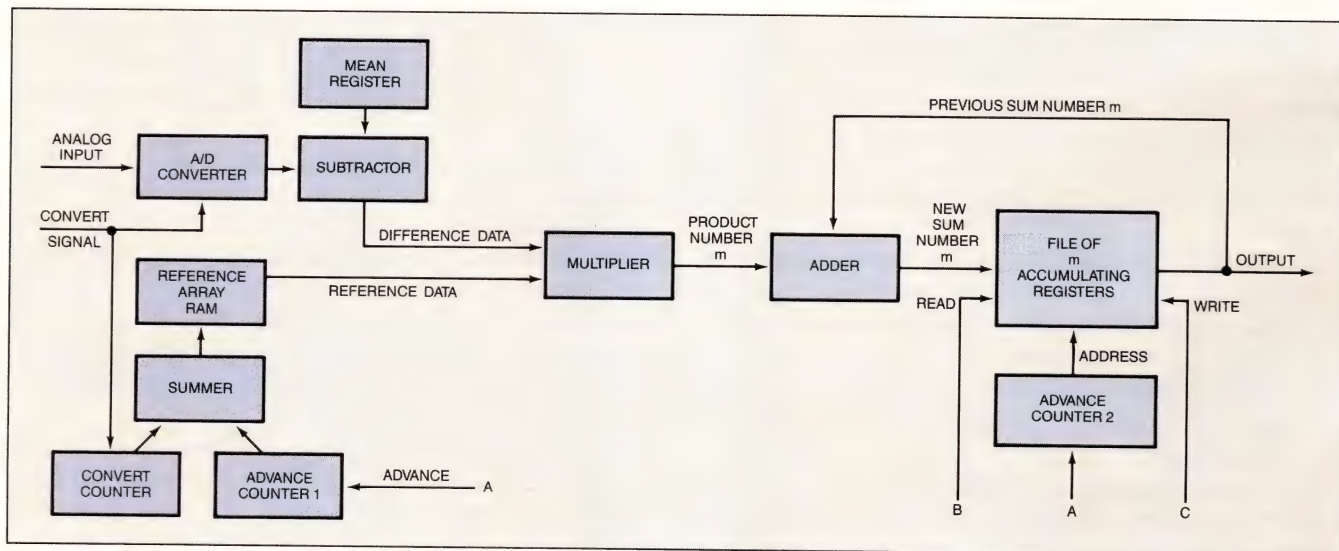 MEAN
REGISTER
PREVIOUS SUM NUMBER m
ANALOG
INPUT
A/D
CONVERTER
SUBTRACTOR
CONVERT
SIGNAL
DIFFERENCE DATA
REFERENCE
ARRAY
RAM
REFERENCE DATA
MULTIPLIER
PRODUCT
NUMBER
m
ADDER
NEW
SUM
NUMBER
m
READ
FILE OF
m
ACCUMULATING
REGISTERS
OUTPUT
WRITE
ADDRESS
SUMMER
ADVANCE
COUNTER 2
CONVERT
COUNTER
ADVANCE
COUNTER 1
ADVANCE
A
B
A
C